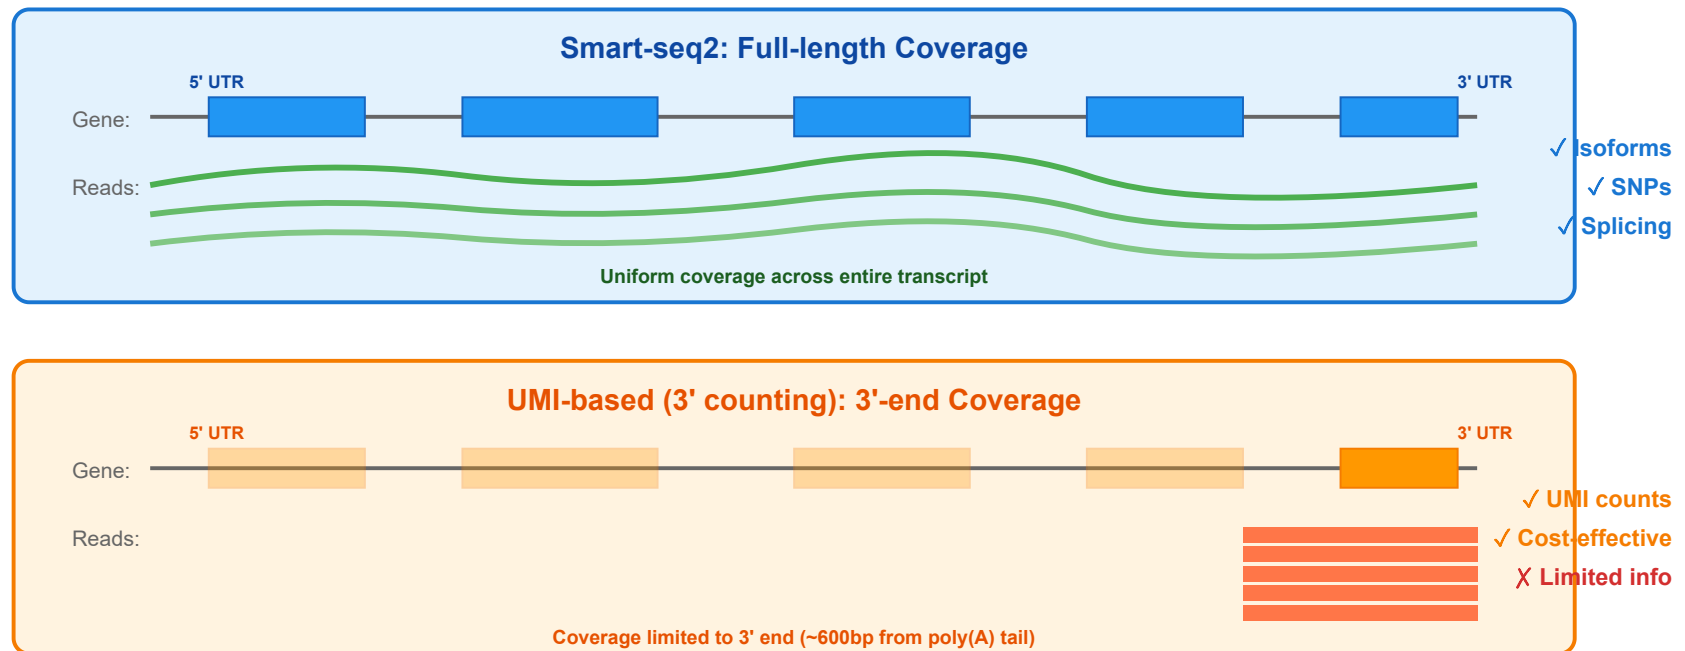 Smart-seq2: Full-length Coverage
5' UTR
3' UTR
Gene:
✓ Isoforms
Reads:
✓ SNPs
✓ Splicing
Uniform coverage across entire transcript
UMI-based (3' counting): 3'-end Coverage
5' UTR
3' UTR
Gene:
✓ UMI counts
Reads:
✓ Cost-effective
✗ Limited info
Coverage limited to 3' end (~600bp from poly(A) tail)